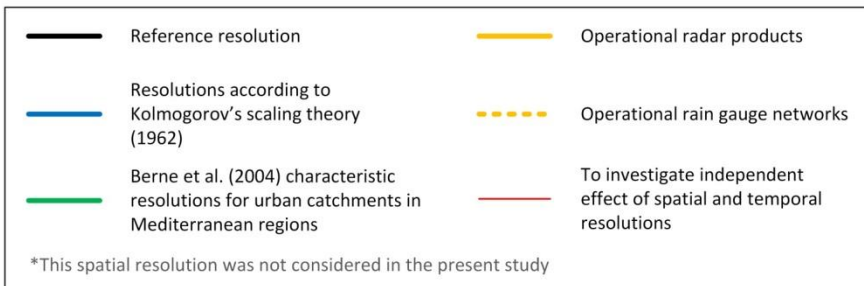 Reference resolution
Operational radar products
Resolutions according to
Kolmogorov's scaling theory
(1962)
Operational rain gauge networks
Berne et al. (2004) characteristic
resolutions for urban catchments in
Mediterranean regions
To investigate independent
effect of spatial and temporal
resolutions
*This spatial resolution was not considered in the present study